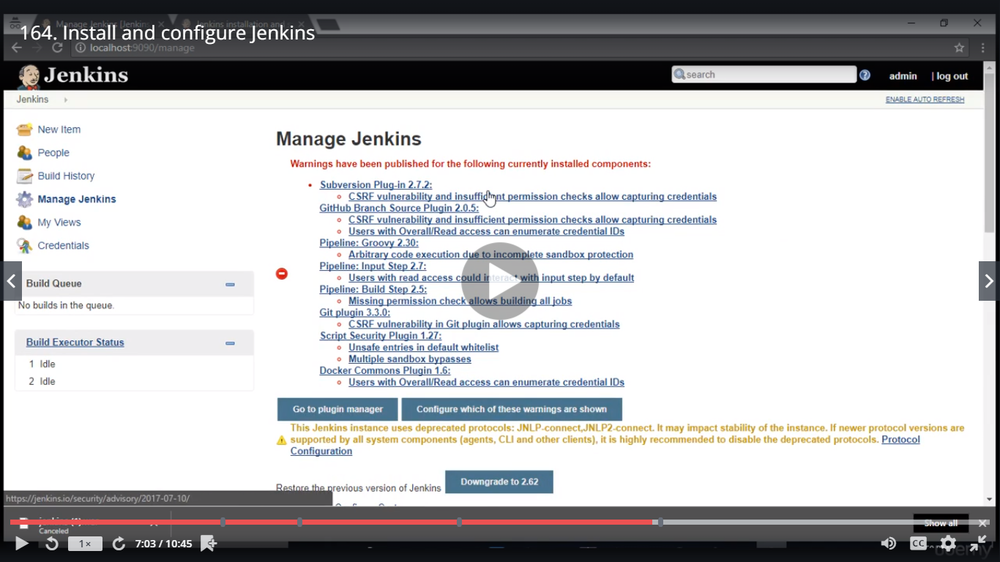 Manage Jenkins [Jenkins
Jenkins installation and
164. Install and configure Jenkins
localhost:9090/manage
Jenkins
search
admin
| log out
Jenkins
ENABLE AUTO REFRESH
New Item
People
Build History
Manage Jenkins
My Views
Credentials
Build Queue
No builds in the queue.
Build Executor Status
1 Idle
2 Idle
Manage Jenkins
Warnings have been published for the following currently installed components:
Subversion Plug-in 2.7.2:
CSRF vulnerability and insufficient permission checks allow capturing credentials
GitHub Branch Source Plugin 2.0.5:
CSRF vulnerability and insufficient permission checks allow capturing credentials
Users with Overall/Read access can enumerate credential IDs
Pipeline: Groovy 2.30:
Arbitrary code execution due to incomplete sandbox protection
Pipeline: Input Step 2.7:
Users with read access could interact with input step by default
Pipeline: Build Step 2.5:
Missing permission check allows building all jobs
Git plugin 3.3.0:
CSRF vulnerability in Git plugin allows capturing credentials
Script Security Plugin 1.27:
Unsafe entries in default whitelist
Multiple sandbox bypasses
Docker Commons Plugin 1.6:
Users with Overall/Read access can enumerate credential IDs
Go to plugin manager
Configure which of these warnings are shown
This Jenkins instance uses deprecated protocols: JNLP-connect,JNLP2-connect. It may impact stability of the instance. If newer protocol versions are
supported by all system components (agents, CLI and other clients), it is highly recommended to disable the deprecated protocols. Protocol
Configuration
Restore the previous version of Jenkins
Downgrade to 2.62
https://jenkins.io/security/advisory/2017-07-10/
Canceled
Show all
1×
7:03 / 10:45
CC
udemy